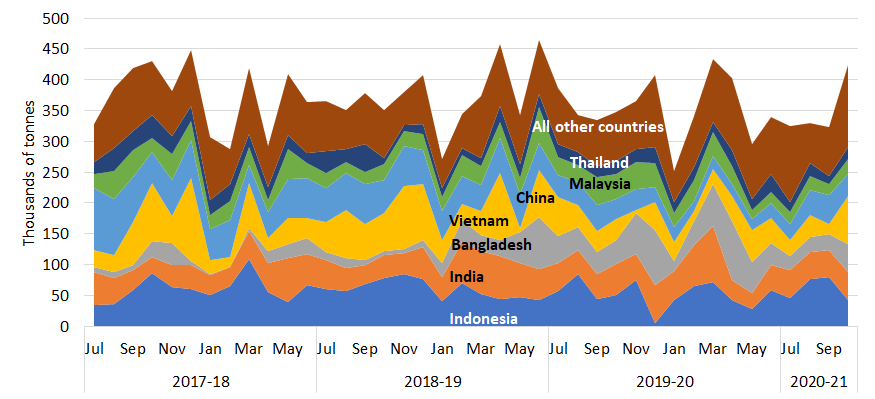 Thousands of tonnes
500
450
400
350
300
250
200
150
100
50
0
All other countries
Thailand
Malaysia
China
Vietnam
Bangladesh
India
Indonesia
Jul Sep Nov Jan Mar May Jul Sep Nov Jan Mar May Jul Sep Nov Jan Mar May Jul Sep
2017-18 2018-19 2019-20 2020-21